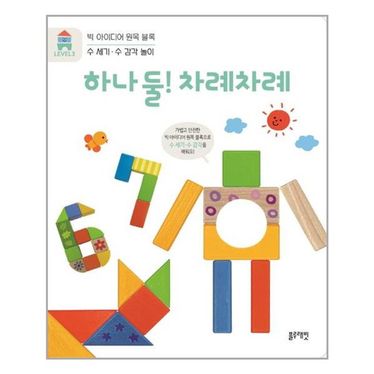 LEVEL3
빅 아이디어 원목 블록
수 세기·수 감각 놀이
하나 둘! 차례차례
가볍고 안전한
빅 아이디어 원목 블록으로
수 세기·수 감각을
깨워요!
블루래빗